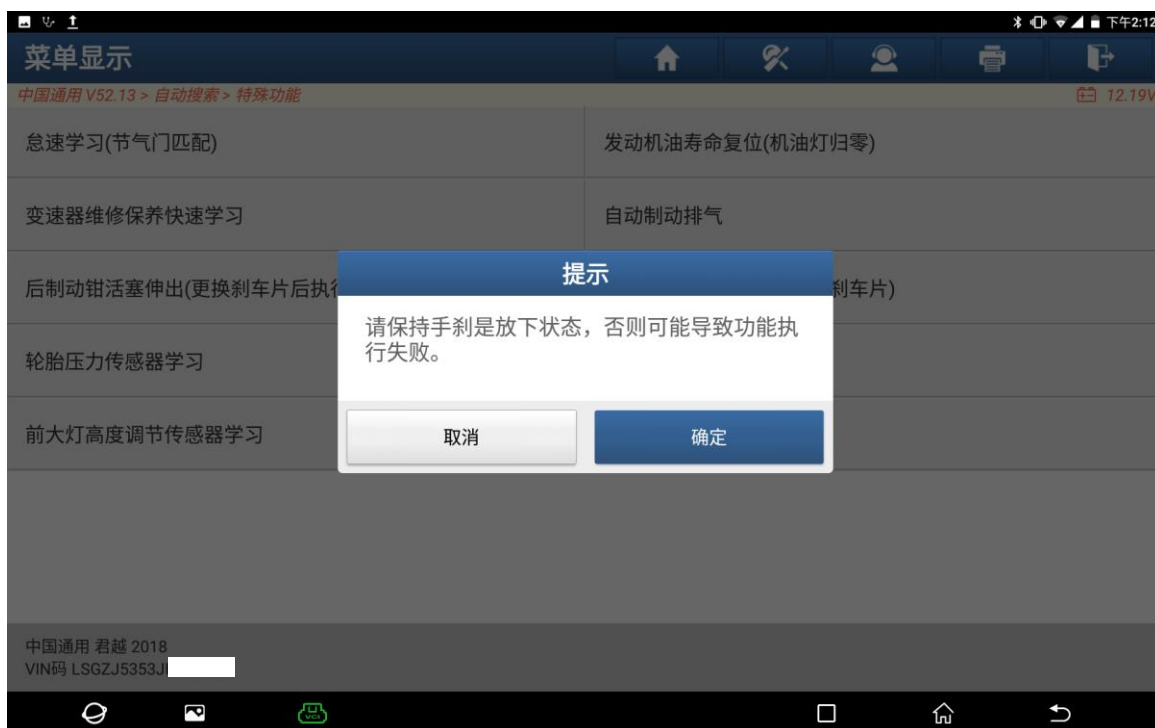 下午2:12
菜单显示
中国通用 V52.13 > 自动搜索 > 特殊功能
12.19V
怠速学习(节气门匹配)
发动机油寿命复位(机油灯归零)
变速器维修保养快速学习
自动制动排气
后制动钳活塞伸出(更换刹车片后执行
刹车片)
提示
请保持手刹是放下状态，否则可能导致功能执
行失败。
轮胎压力传感器学习
前大灯高度调节传感器学习
取消
确定
中国通用 君越 2018
VIN码 LSGZJ5353J
VCI